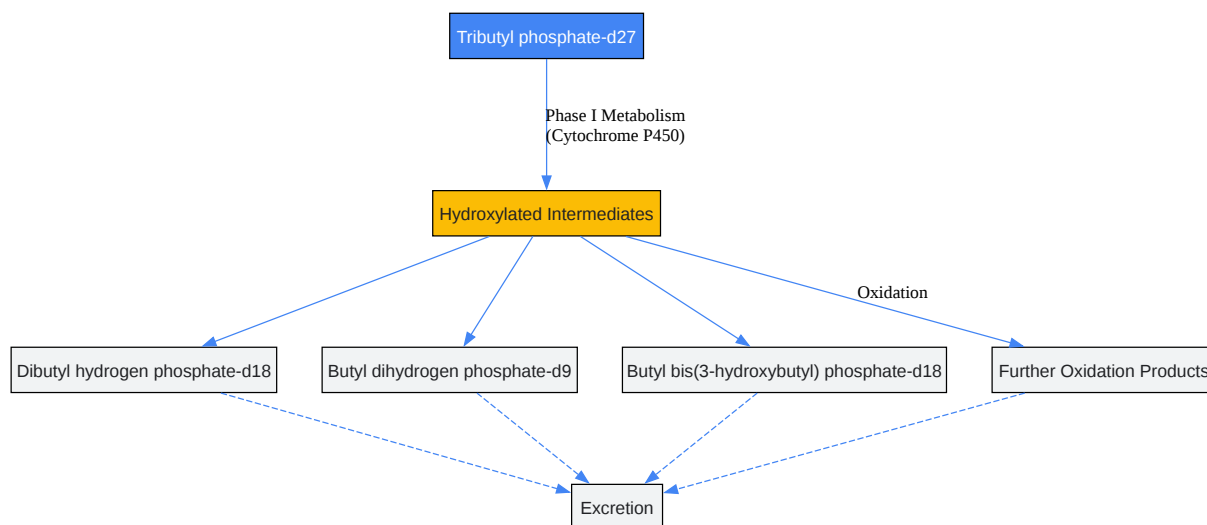 Tributyl phosphate-d27
Phase I Metabolism
(Cytochrome P450)
Hydroxylated Intermediates
Oxidation
Dibutyl hydrogen phosphate-d18
Butyl dihydrogen phosphate-d9
Butyl bis(3-hydroxybutyl) phosphate-d18
Further Oxidation Products
Excretion